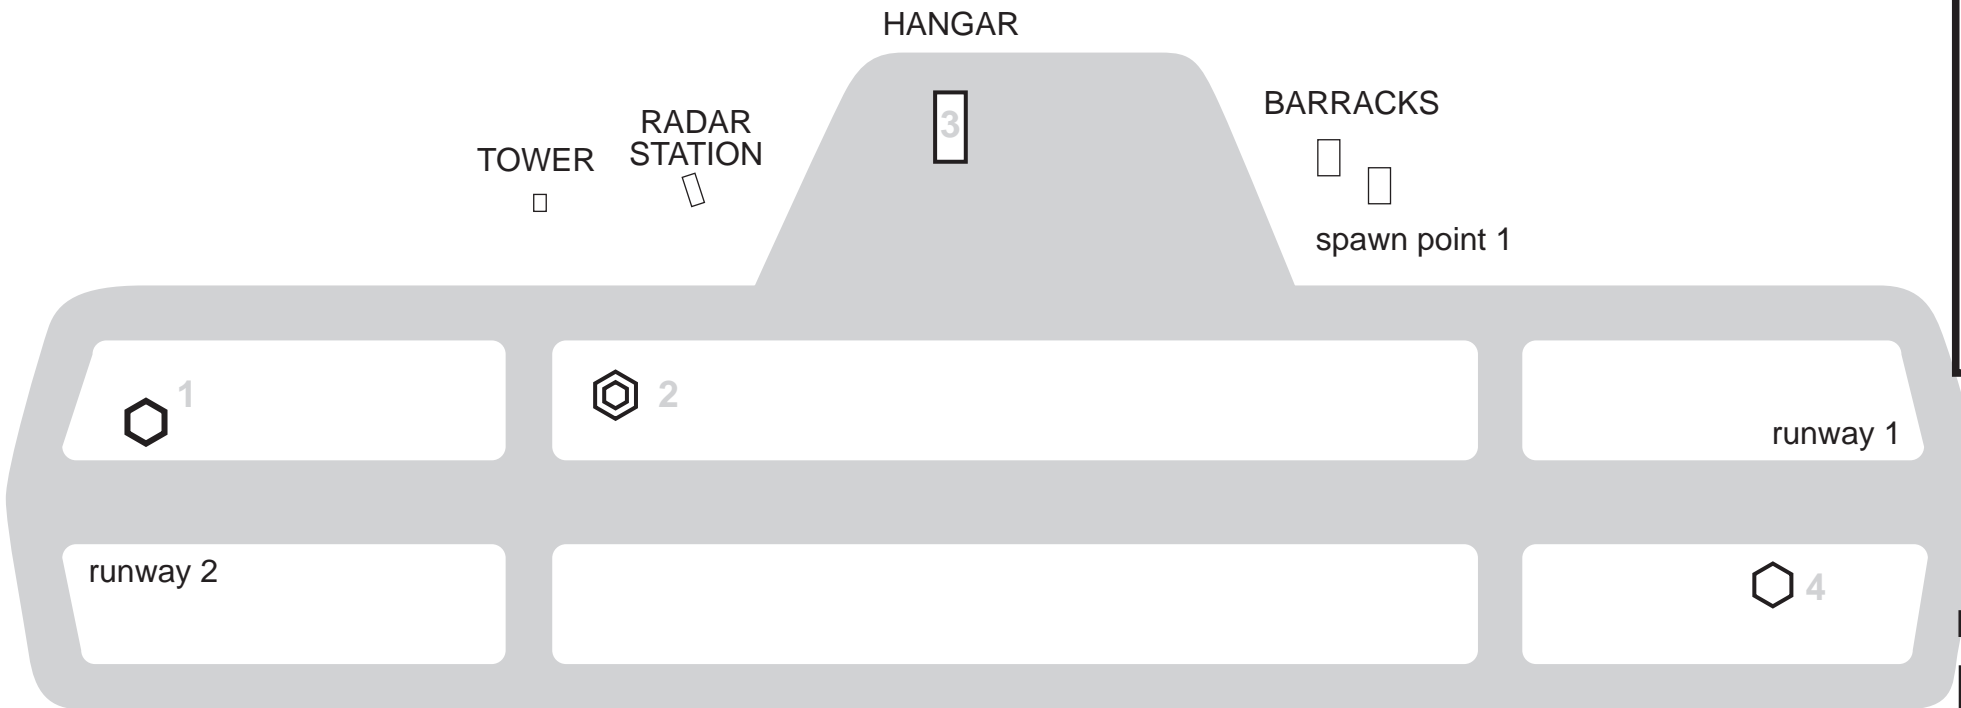 HANGAR
BARRACKS
RADAR
STATION
TOWER
3
spawn point 1
1
2
runway 1
runway 2
4